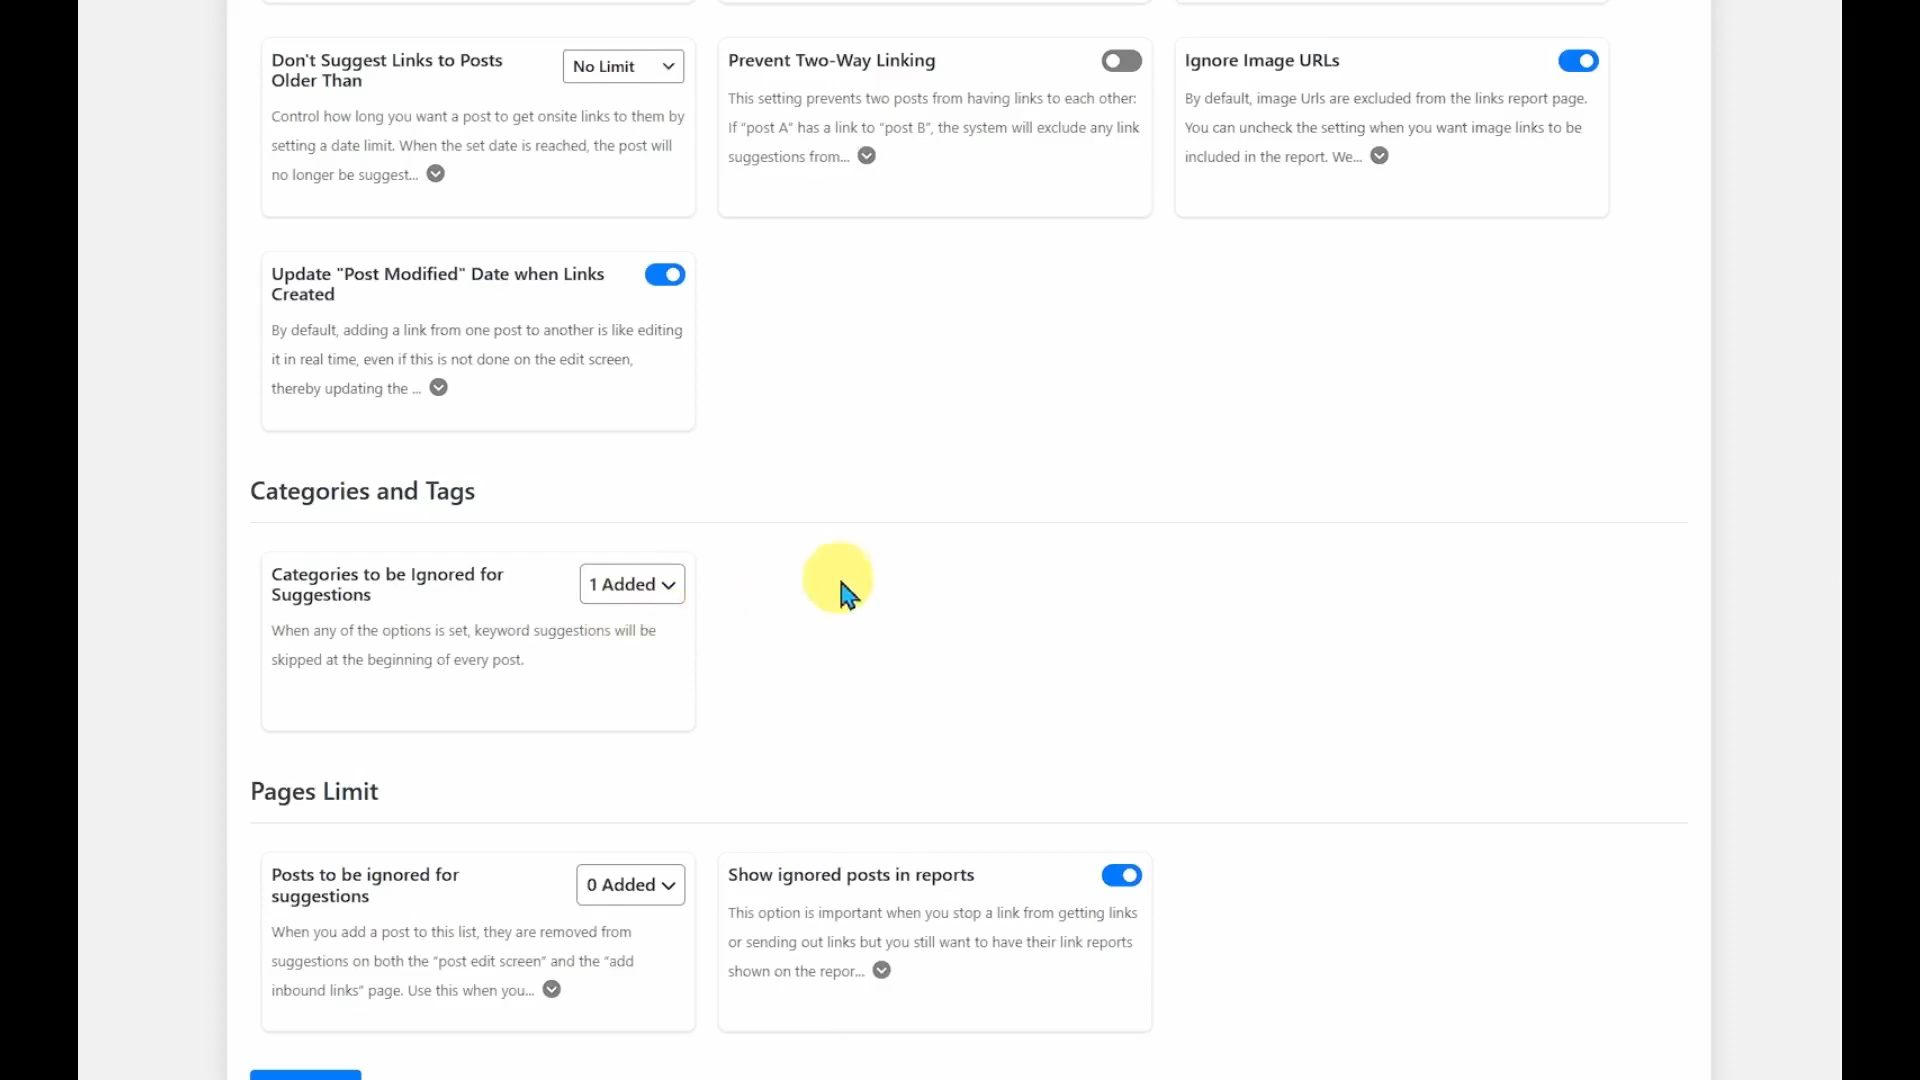 Don't Suggest Links to Posts
Older Than
No Limit
Control how long you want a post to get onsite links to them by
setting a date limit. When the set date is reached, the post will
no longer be suggest...
Prevent Two-Way Linking
This setting prevents two posts from having links to each other:
If “post A” has a link to “post B”, the system will exclude any link
suggestions from...
Ignore Image URLs
By default, image Urls are excluded from the links report page.
You can uncheck the setting when you want image links to be
included in the report. We...
Update "Post Modified" Date when Links
Created
By default, adding a link from one post to another is like editing
it in real time, even if this is not done on the edit screen,
thereby updating the ...
Categories and Tags
Categories to be Ignored for
Suggestions
1 Added
When any of the options is set, keyword suggestions will be
skipped at the beginning of every post.
Pages Limit
Posts to be ignored for
suggestions
0 Added
When you add a post to this list, they are removed from
suggestions on both the “post edit screen” and the “add
inbound links” page. Use this when you...
Show ignored posts in reports
This option is important when you stop a link from getting links
or sending out links but you still want to have their link reports
shown on the repor...